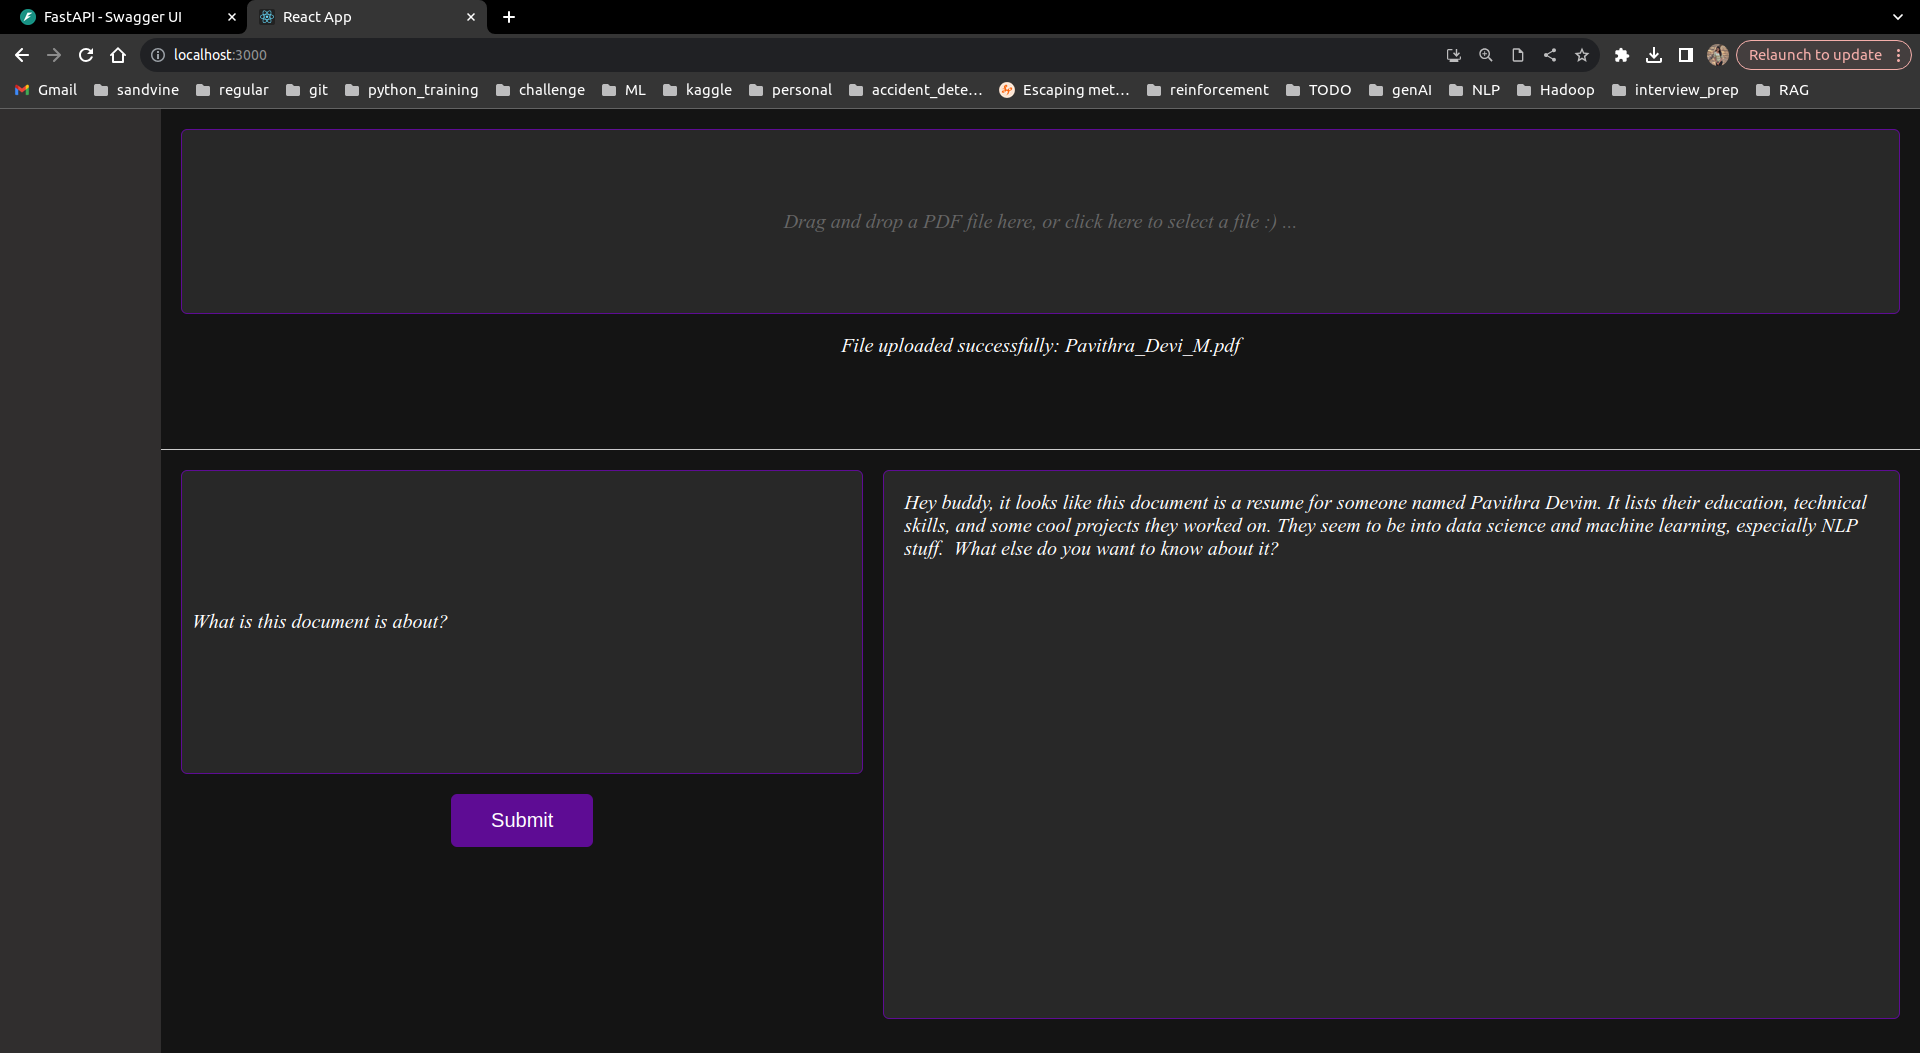 FastAPI - Swagger UI
React App
localhost:3000
Relaunch to update
Gmail
sandvine
regular
git
python_training
challenge
ML
kaggle
personal
accident_dete...
Escaping met...
reinforcement
TODO
genAI
NLP
Hadoop
interview_prep
RAG
Drag and drop a PDF file here, or click here to select a file :) ...
File uploaded successfully: Pavithra_Devi_M.pdf
What is this document is about?
Submit
Hey buddy, it looks like this document is a resume for someone named Pavithra Devim. It lists their education, technical
skills, and some cool projects they worked on. They seem to be into data science and machine learning, especially NLP
stuff.  What else do you want to know about it?